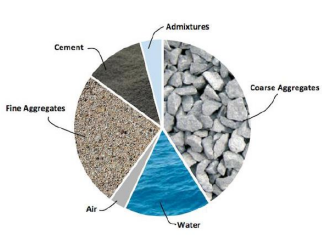 Admixtures
Cement
Coarse Aggregates
Fine Aggregates
Air
Water